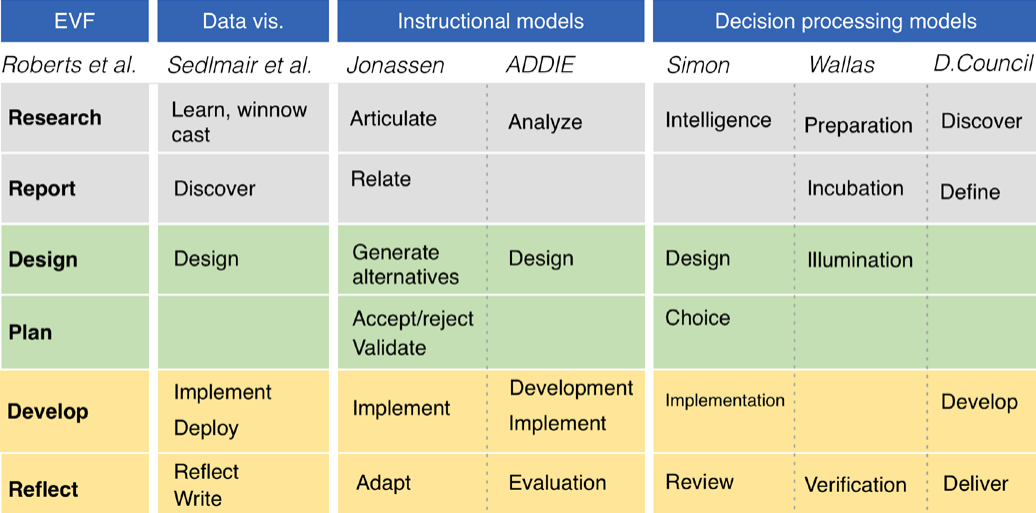 EVF Data vis. Instructional models Decision processing models
Roberts et al. Sedlmair et al. Jonassen ADDIE Simon Wallas D.Council
Research Learn, winnow cast Articulate Analyze Intelligence Preparation Discover
Report Discover Relate Incubation Define
Design Design Generate alternatives Design Design Illumination
Plan Accept/reject Validate Choice
Develop Implement Deploy Implement Development Implement Implementation Develop
Reflect Reflect Write Adapt Evaluation Review Verification Deliver